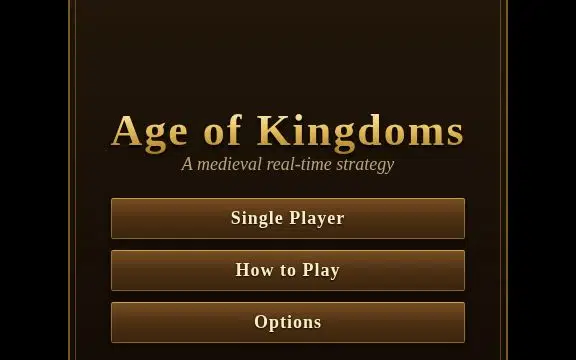 Age of Kingdoms
A medieval real-time strategy
Single Player
How to Play
Options